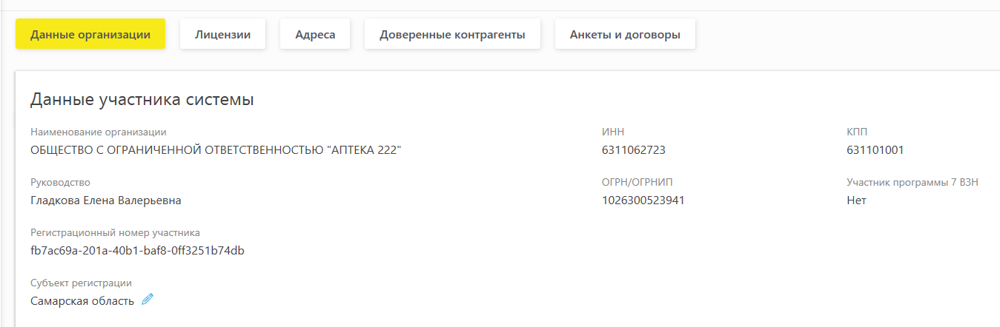 Данные организации
Лицензии
Адреса
Доверенные контрагенты
Анкеты и договоры
Данные участника системы
Наименование организации
ОБЩЕСТВО С ОГРАНИЧЕННОЙ ОТВЕТСТВЕННОСТЬЮ "АПТЕКА 222"
ИНН
6311062723
КПП
631101001
Руководство
Гладкова Елена Валерьевна
ОГРН/ОГРНИП
1026300523941
Участник программы 7 ВЗН
Нет
Регистрационный номер участника
fb7ac69a-201a-40b1-baf8-0ff3251b74db
Субъект регистрации
Самарская область